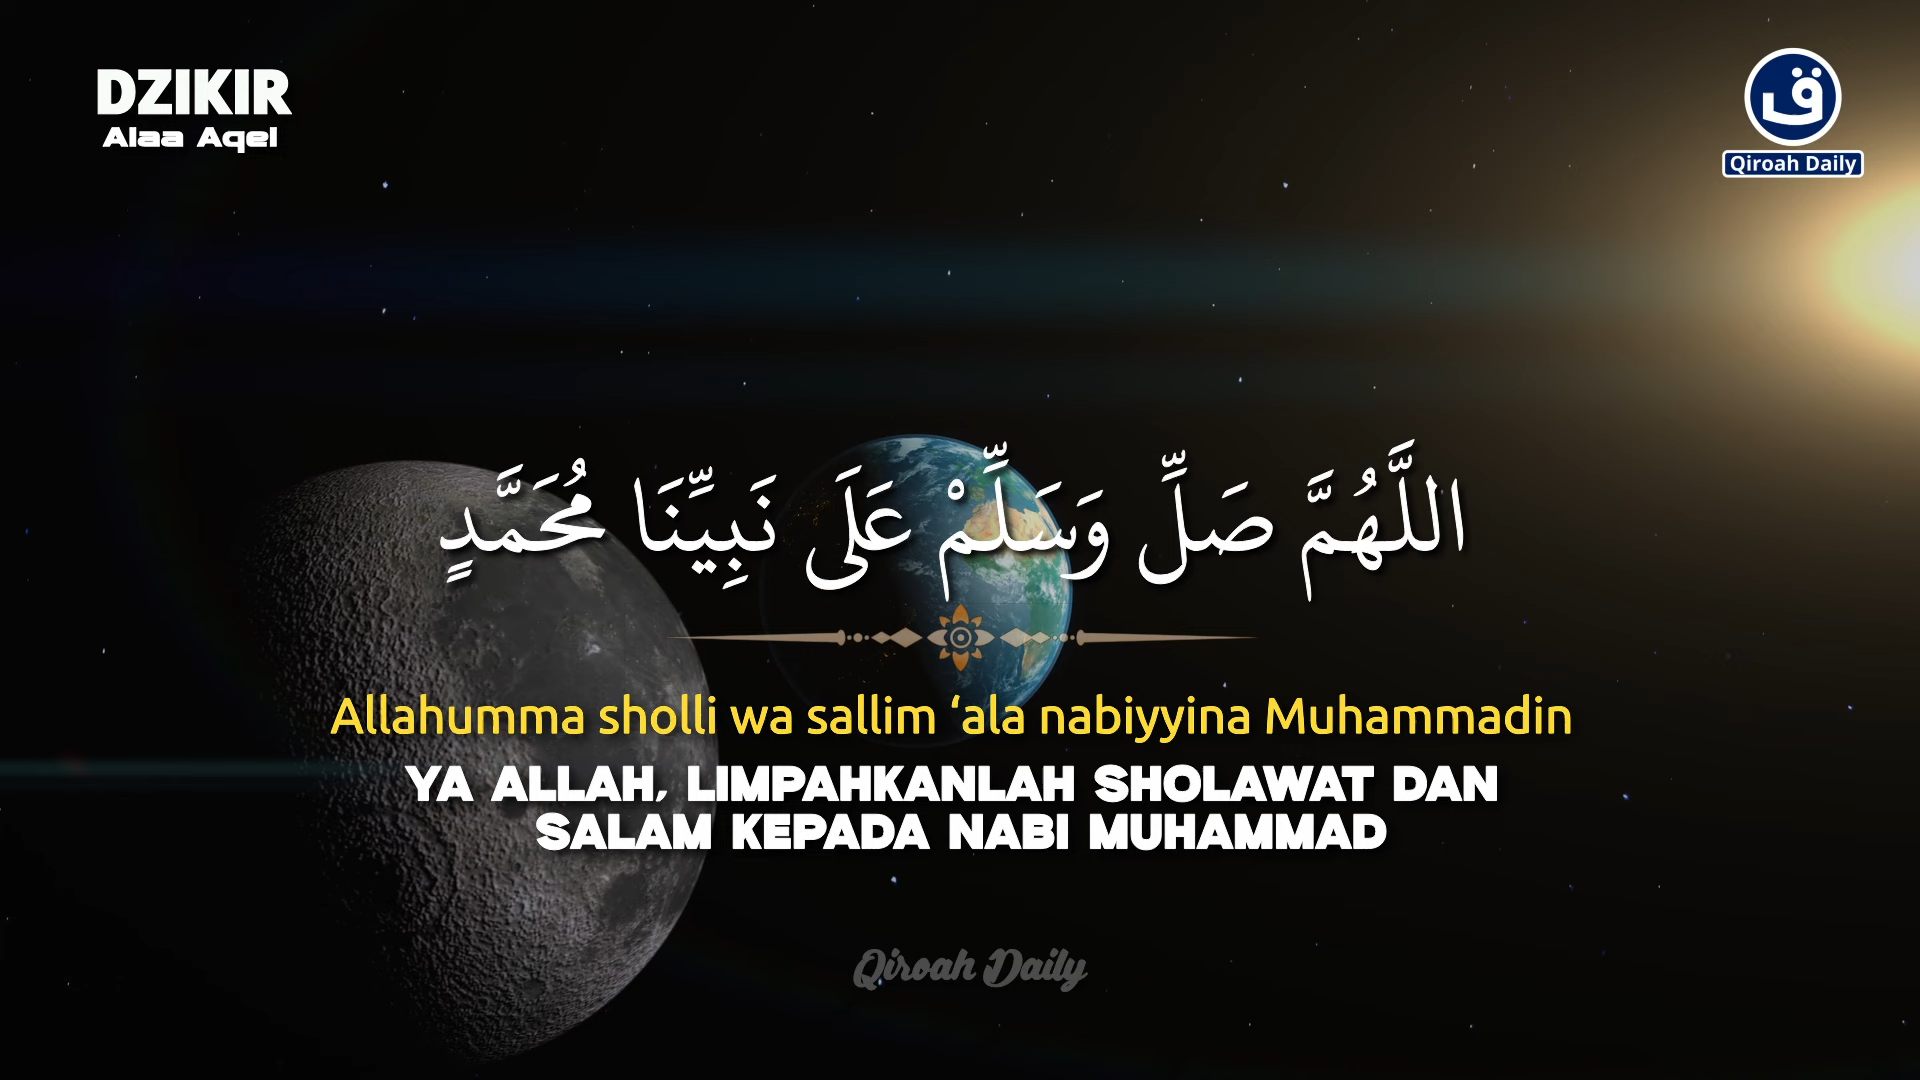 DZIKIR
Alaa Aqel
ق
Qiroah Daily
اللَّهُمَّ صَلِّ وَسَلِّمْ عَلَى نَبِيِّنَا مُحَمَّدٍ
Allahumma sholli wa sallim ‘ala nabiyyina Muhammadin
YA ALLAH, LIMPAHKANLAH SHOLAWAT DAN
SALAM KEPADA NABI MUHAMMAD
Qiroah Daily